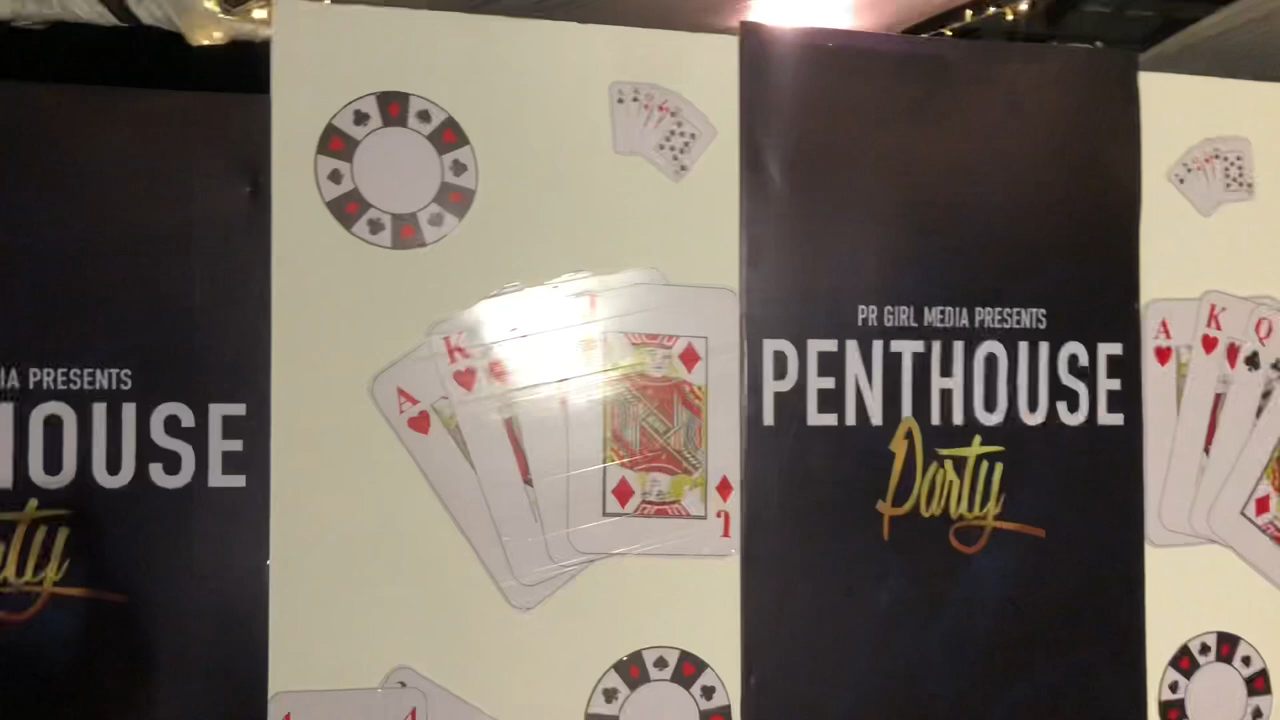 IA PRESENTS
HOUSE
rty
A
K
J
PR GIRL MEDIA PRESENTS
PENTHOUSE
Party
A
K
Q